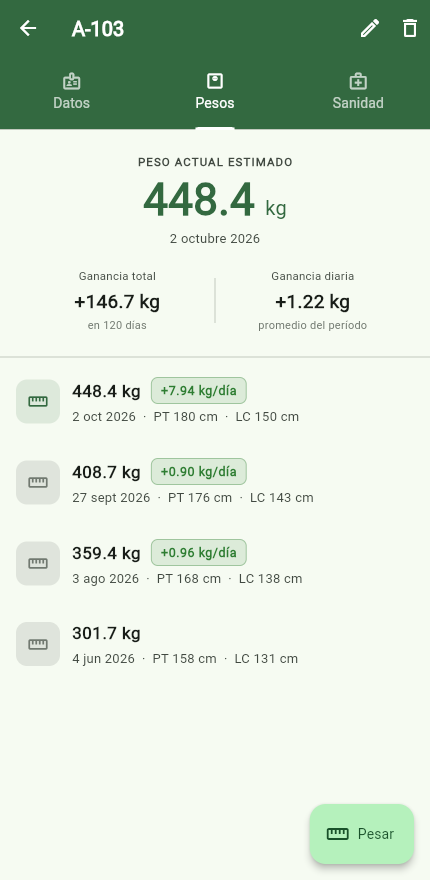 A-103
Datos
Pesos
Sanidad
PESO ACTUAL ESTIMADO
448.4 kg
2 octubre 2026
Ganancia total
+146.7 kg
en 120 días
Ganancia diaria
+1.22 kg
promedio del período
448.4 kg +7.94 kg/día
2 oct 2026 · PT 180 cm · LC 150 cm
408.7 kg +0.90 kg/día
27 sept 2026 · PT 176 cm · LC 143 cm
359.4 kg +0.96 kg/día
3 ago 2026 · PT 168 cm · LC 138 cm
301.7 kg
4 jun 2026 · PT 158 cm · LC 131 cm
Pesar